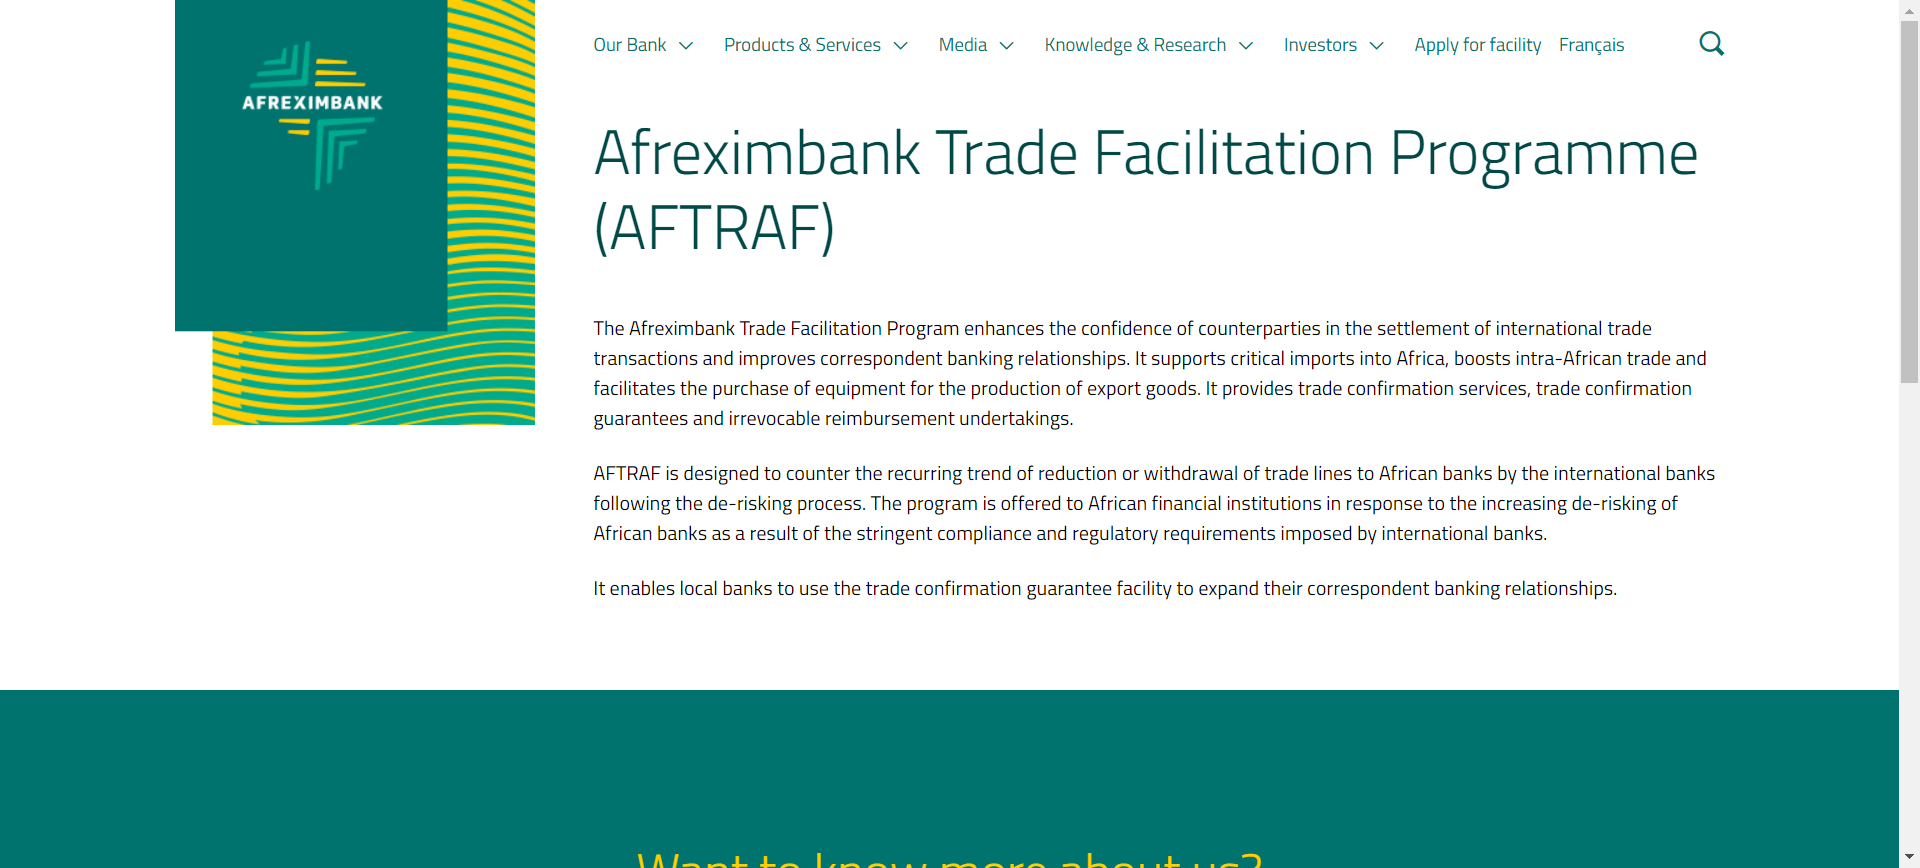 AFREXIMBANK
Our Bank
Products & Services
Media
Knowledge & Research
Investors
Apply for facility
Français
Afreximbank Trade Facilitation Programme
(AFTRAF)
The Afreximbank Trade Facilitation Program enhances the confidence of counterparties in the settlement of international trade
transactions and improves correspondent banking relationships. It supports critical imports into Africa, boosts intra-African trade and
facilitates the purchase of equipment for the production of export goods. It provides trade confirmation services, trade confirmation
guarantees and irrevocable reimbursement undertakings.
AFTRAF is designed to counter the recurring trend of reduction or withdrawal of trade lines to African banks by the international banks
following the de-risking process. The program is offered to African financial institutions in response to the increasing de-risking of
African banks as a result of the stringent compliance and regulatory requirements imposed by international banks.
It enables local banks to use the trade confirmation guarantee facility to expand their correspondent banking relationships.
Want to know more about us?